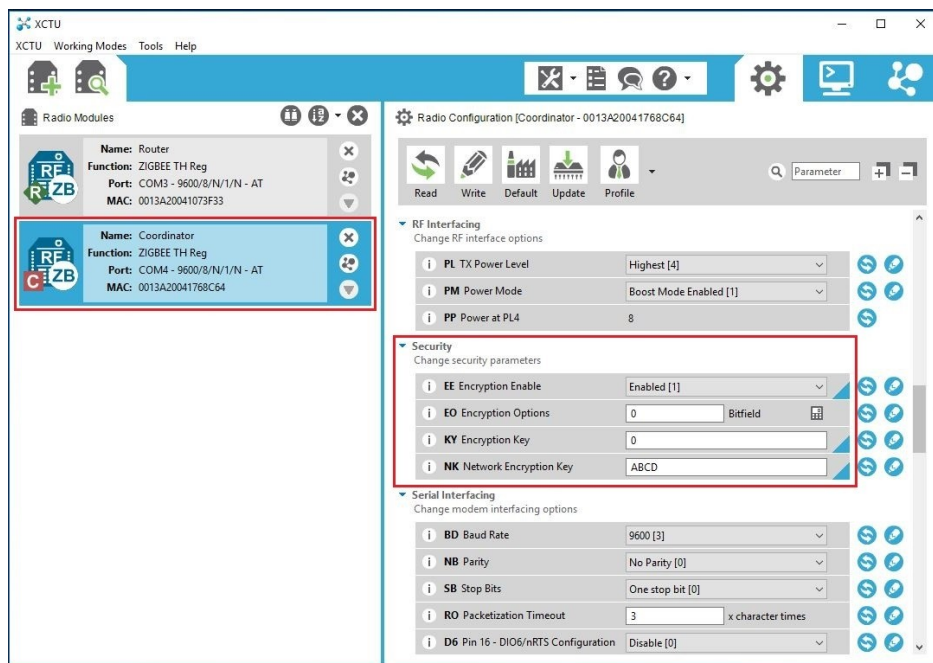 XCTU
XCTU Working Modes Tools Help
Radio Modules
Name: Router
Function: ZIGBEE TH Reg
Port: COM3 - 9600/8/N/1/N - AT
MAC: 0013A20041073F33
RF
R ZB
Name: Coordinator
Function: ZIGBEE TH Reg
Port: COM4 - 9600/8/N/1/N - AT
MAC: 0013A20041768C64
RF
C ZB
Radio Configuration [Coordinator - 0013A20041768C64]
Read Write Default Update Profile
Parameter
RF Interfacing
Change RF interface options
i PL TX Power Level Highest [4]
i PM Power Mode Boost Mode Enabled [1]
i PP Power at PL4 8
Security
Change security parameters
i EE Encryption Enable Enabled [1]
i EO Encryption Options 0 Bitfield
i KY Encryption Key 0
i NK Network Encryption Key ABCD
Serial Interfacing
Change modem interfacing options
i BD Baud Rate 9600 [3]
i NB Parity No Parity [0]
i SB Stop Bits One stop bit [0]
i RO Packetization Timeout 3 x character times
i D6 Pin 16 - DIO6/nRTS Configuration Disable [0]